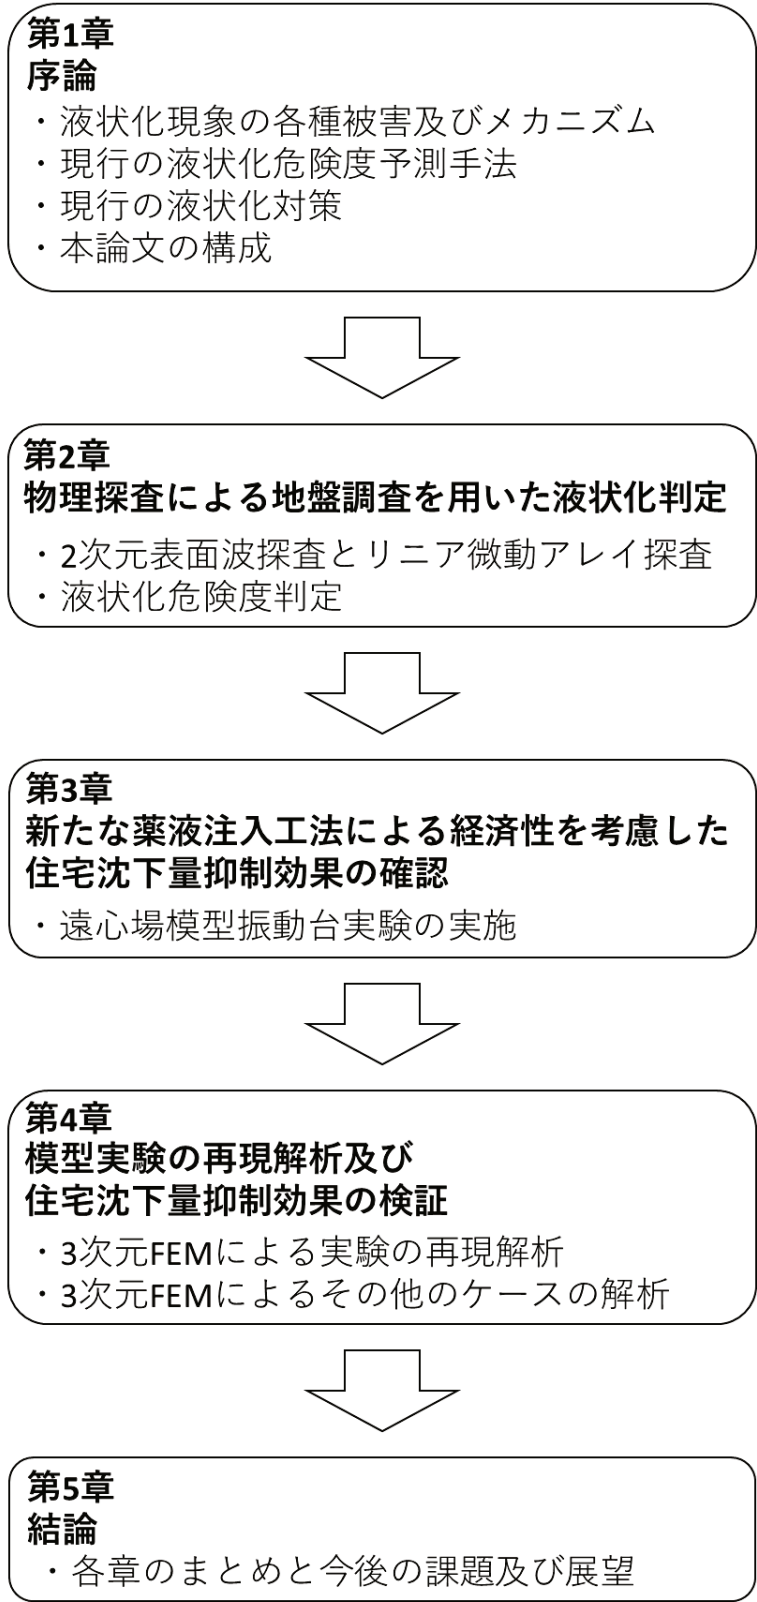 第1章
序論
・液状化現象の各種被害及びメカニズム
・現行の液状化危険度予測手法
・現行の液状化対策
・本論文の構成
第2章
物理探査による地盤調査を用いた液状化判定
・2次元表面波探査とリニア微動アレイ探査
・液状化危険度判定
第3章
新たな薬液注入工法による経済性を考慮した
住宅沈下量抑制効果の確認
・遠心場模型振動台実験の実施
第4章
模型実験の再現解析及び
住宅沈下量抑制効果の検証
・3次元FEMによる実験の再現解析
・3次元FEMによるその他のケースの解析
第5章
結論
・各章のまとめと今後の課題及び展望